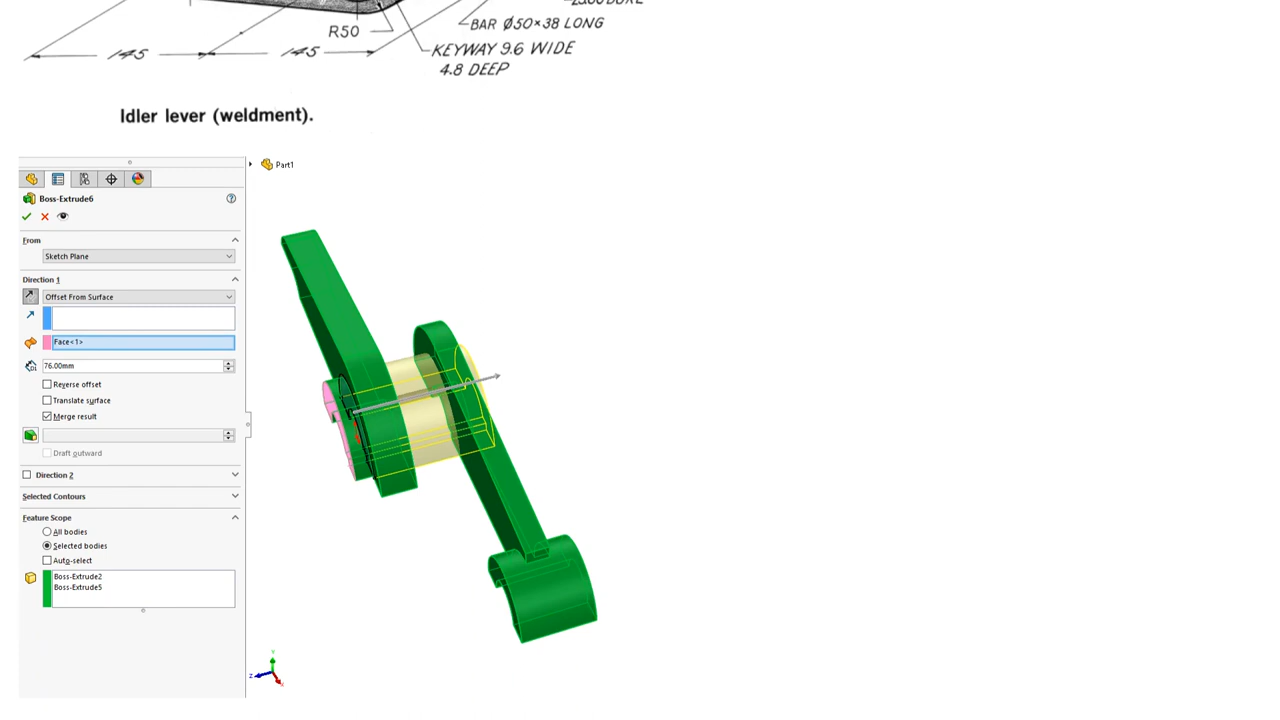 R50
BAR Ø50×38 LONG
145
145
KEYWAY 9.6 WIDE
4.8 DEEP
Idler lever (weldment).
Part1
Boss-Extrude6
From
Sketch Plane
Direction 1
Offset From Surface
Face<1>
D1
76.00mm
Reverse offset
Translate surface
Merge result
Draft outward
Direction 2
Selected Contours
Feature Scope
All bodies
Selected bodies
Auto-select
Boss-Extrude2
Boss-Extrude5
Y
Z
X